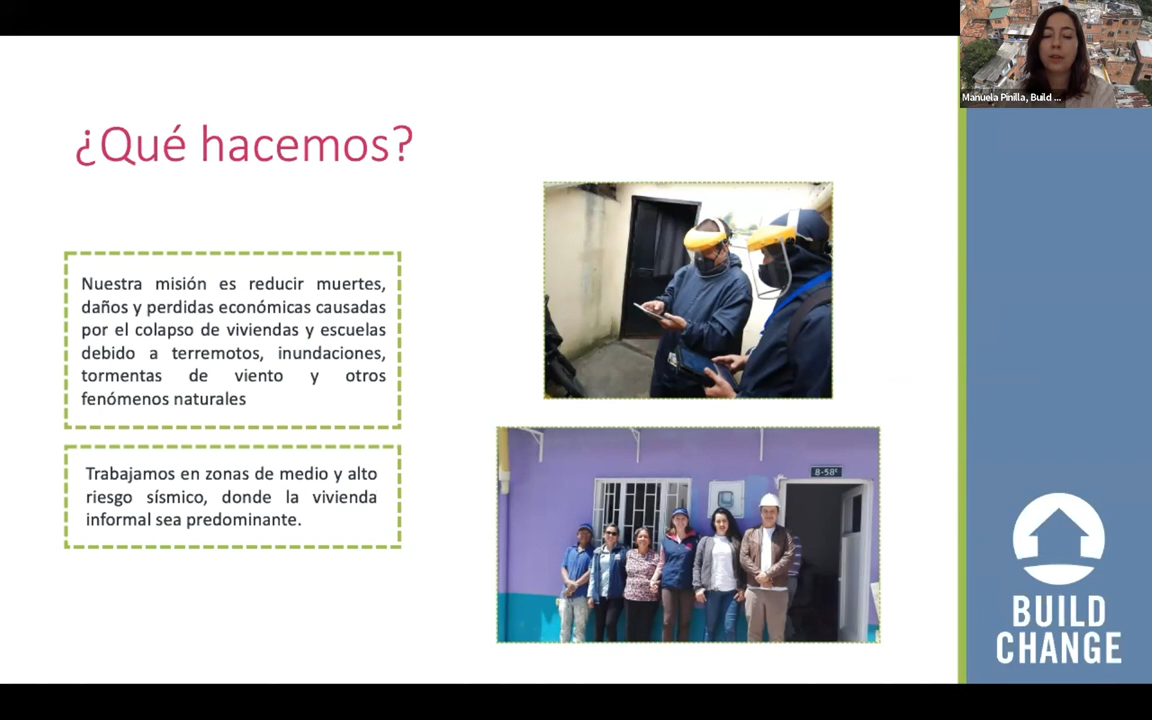 Manuela Pinilla, Build ...
¿Qué hacemos?
Nuestra misión es reducir muertes,
daños y perdidas económicas causadas
por el colapso de viviendas y escuelas
debido a terremotos, inundaciones,
tormentas de viento y otros
fenómenos naturales
Trabajamos en zonas de medio y alto
riesgo sísmico, donde la vivienda
informal sea predominante.
8-58ᶜ
BUILD
CHANGE